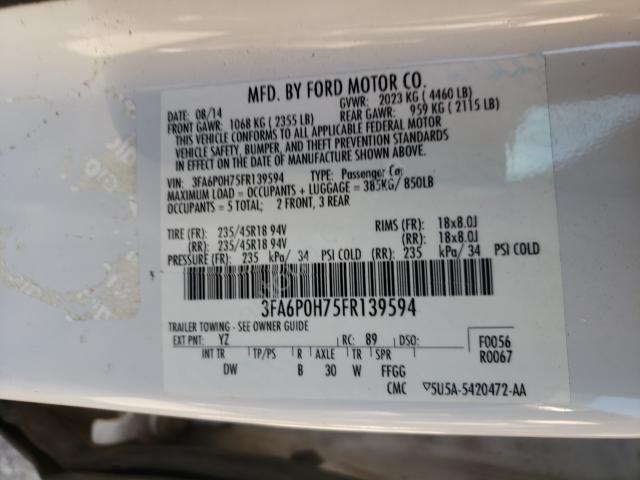 MFD. BY FORD MOTOR CO.
DATE: 08/14 GVWR: 2023 KG ( 4460 LB)
FRONT GAWR: 1068 KG ( 2355 LB) REAR GAWR: 959 KG ( 2115 LB)
THIS VEHICLE CONFORMS TO ALL APPLICABLE FEDERAL MOTOR
VEHICLE SAFETY, BUMPER, AND THEFT PREVENTION STANDARDS
IN EFFECT ON THE DATE OF MANUFACTURE SHOWN ABOVE.
VIN: 3FA6P0H75FR139594 TYPE: Passenger Car
MAXIMUM LOAD = OCCUPANTS + LUGGAGE = 385KG/ 850LB
OCCUPANTS = 5 TOTAL; 2 FRONT, 3 REAR
TIRE (FR): 235/45R18 94V RIMS (FR): 18x8.0J
(RR): 235/45R18 94V (RR): 18x8.0J
PRESSURE (FR): 235 kPa/ 34 PSI COLD (RR): 235 kPa/ 34 PSI COLD
3FA6P0H75FR139594
TRAILER TOWING - SEE OWNER GUIDE
EXT PNT: YZ RC: 89 DSO: F0056
INT TR TP/PS R AXLE TR SPR R0067
DW B 30 W FFGG
CMC ▽5U5A-5420472-AA